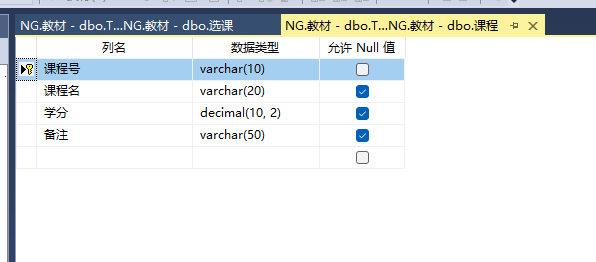 NG.教材 - dbo.T...NG.教材 - dbo.选课
NG.教材 - dbo.T...NG.教材 - dbo.课程
列名 数据类型 允许 Null 值
课程号 varchar(10)
课程名 varchar(20)
学分 decimal(10, 2)
备注 varchar(50)